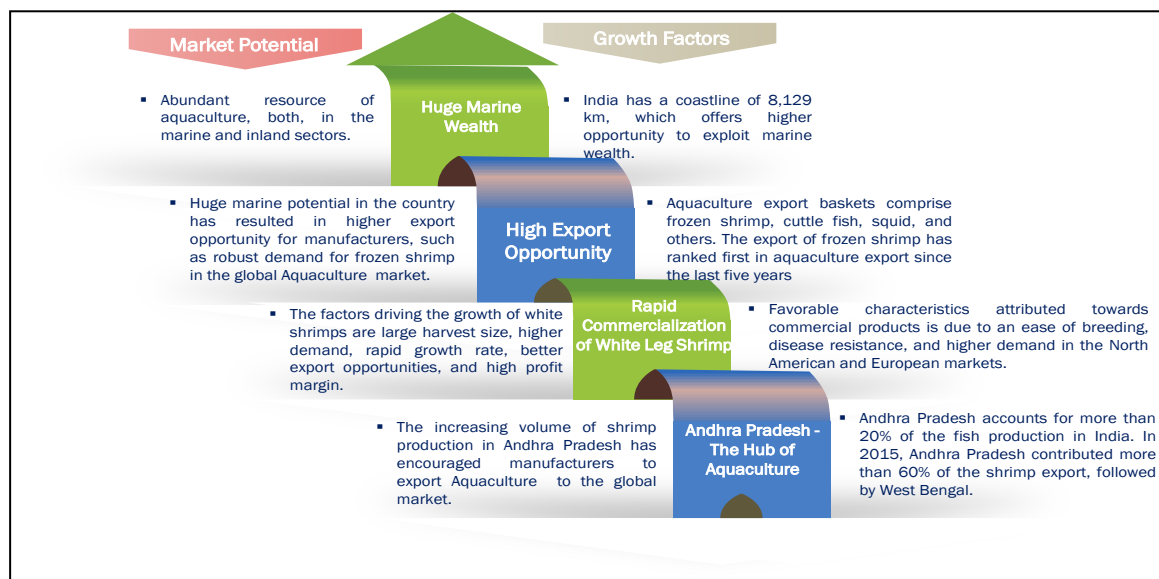 Market Potential
Growth Factors
▪ Abundant resource of
aquaculture, both, in the
marine and inland sectors.
Huge Marine
Wealth
▪ India has a coastline of 8,129
km, which offers higher
opportunity to exploit marine
wealth.
▪ Huge marine potential in the country
has resulted in higher export
opportunity for manufacturers, such
as robust demand for frozen shrimp
in the global Aquaculture market.
High Export
Opportunity
▪ Aquaculture export baskets comprise
frozen shrimp, cuttle fish, squid, and
others. The export of frozen shrimp has
ranked first in aquaculture export since
the last five years
▪ The factors driving the growth of white
shrimps are large harvest size, higher
demand, rapid growth rate, better
export opportunities, and high profit
margin.
Rapid
Commercialization
of White Leg Shrimp
▪ Favorable characteristics attributed towards
commercial products is due to an ease of breeding,
disease resistance, and higher demand in the North
American and European markets.
▪ The increasing volume of shrimp
production in Andhra Pradesh has
encouraged manufacturers to
export Aquaculture to the global
market.
Andhra Pradesh -
The Hub of
Aquaculture
▪ Andhra Pradesh accounts for more than
20% of the fish production in India. In
2015, Andhra Pradesh contributed more
than 60% of the shrimp export, followed
by West Bengal.